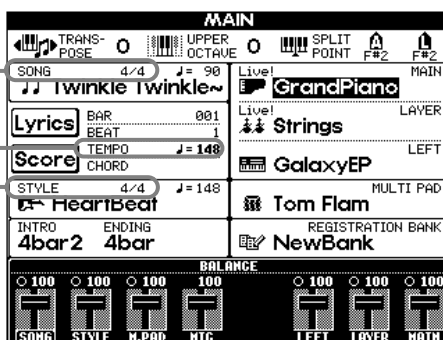 MAIN
TRANS-POSE 0 UPPER OCTAVE 0 SPLIT POINT A F#2 L F#2
SONG 4/4 ♩= 90
Twinkle Twinkle~
Lyrics BAR 001
BEAT 1
TEMPO ♩= 148
Score CHORD
STYLE 4/4 ♩= 148
HeartBeat
INTRO ENDING
4bar2 4bar
Live! MAIN
GrandPiano
Live! LAYER
Strings
LEFT
GalaxyEP
MULTI PAD
Tom Flam
REGISTRATION BANK
NewBank
BALANCE
100 100 100 100 100 100 100
SONG STYLE M.PAD MIC LEFT LAYER MAIN